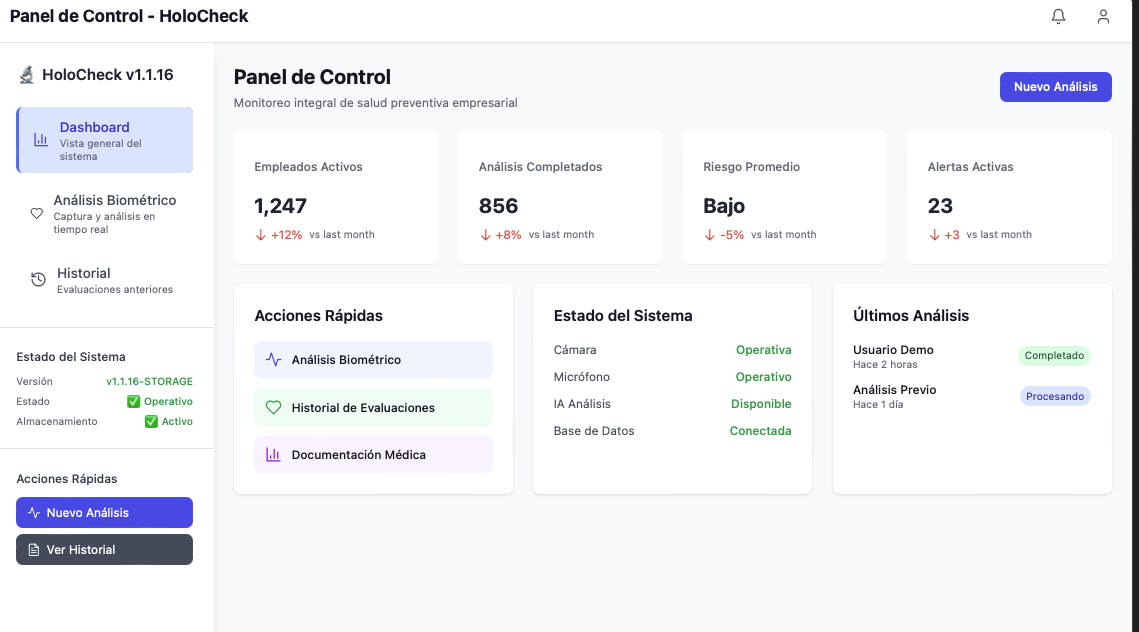 Panel de Control - HoloCheck
HoloCheck v1.1.16
Dashboard
Vista general del
sistema
Análisis Biométrico
Captura y análisis en
tiempo real
Historial
Evaluaciones anteriores
Estado del Sistema
Versión v1.1.16-STORAGE
Estado ✅ Operativo
Almacenamiento ✅ Activo
Acciones Rápidas
Nuevo Análisis
Ver Historial
Panel de Control
Monitoreo integral de salud preventiva empresarial
Nuevo Análisis
Empleados Activos
1,247
↓ +12% vs last month
Análisis Completados
856
↓ +8% vs last month
Riesgo Promedio
Bajo
↓ -5% vs last month
Alertas Activas
23
↓ +3 vs last month
Acciones Rápidas
Análisis Biométrico
Historial de Evaluaciones
Documentación Médica
Estado del Sistema
Cámara Operativa
Micrófono Operativo
IA Análisis Disponible
Base de Datos Conectada
Últimos Análisis
Usuario Demo
Hace 2 horas
Completado
Análisis Previo
Hace 1 día
Procesando